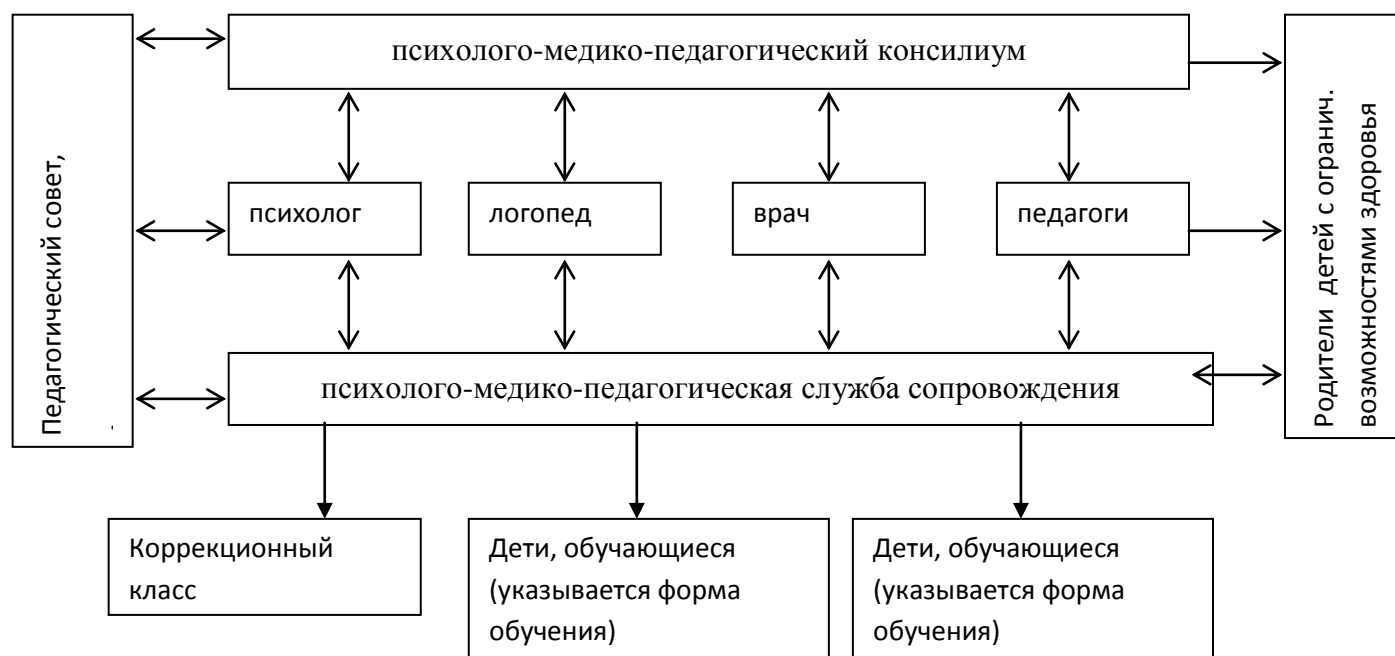 Педагогический совет,
.
психолого-медико-педагогический консилиум
психолог
логопед
врач
педагоги
психолого-медико-педагогическая служба сопровождения
Родители детей с огранич.
возможностями здоровья
Коррекционный
класс
Дети, обучающиеся
(указывается форма
обучения)
Дети, обучающиеся
(указывается форма
обучения)